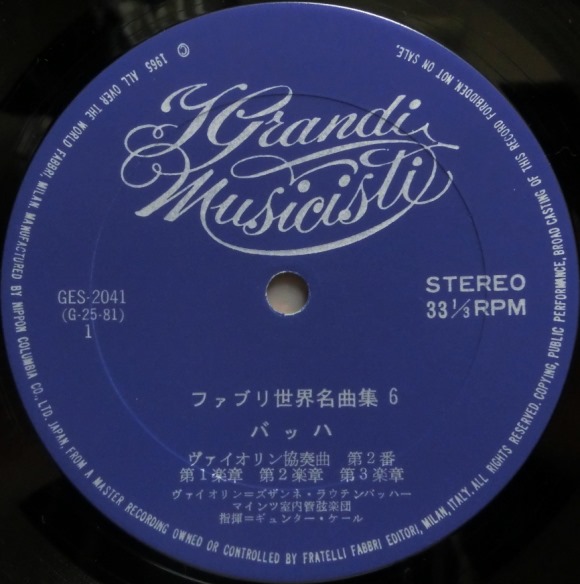 I Grandi
Musicisti
GES-2041
(G-25-81)
1
STEREO
33 1/3 RPM
ファブリ世界名曲集 6
バッハ
ヴァイオリン協奏曲 第2番
第1楽章 第2楽章 第3楽章
ヴァイオリン=ズザンネ・ラウテンバッハー
マインツ室内管弦楽団
指揮=ギュンター・ケール
© 1965 ALL OVER THE WORLD FABBRI, MILAN MANUFACTURED BY NIPPON COLUMBIA CO., LTD. JAPAN. FROM A MASTER RECORDING OWNED OR CONTROLLED BY FRATELLI FABBRI EDITORI, MILAN, ITALY. ALL RIGHTS RESERVED. COPYING, PUBLIC PERFORMANCE, BROAD CASTING OF THIS RECORD FORBIDDEN NOT ON SALE.